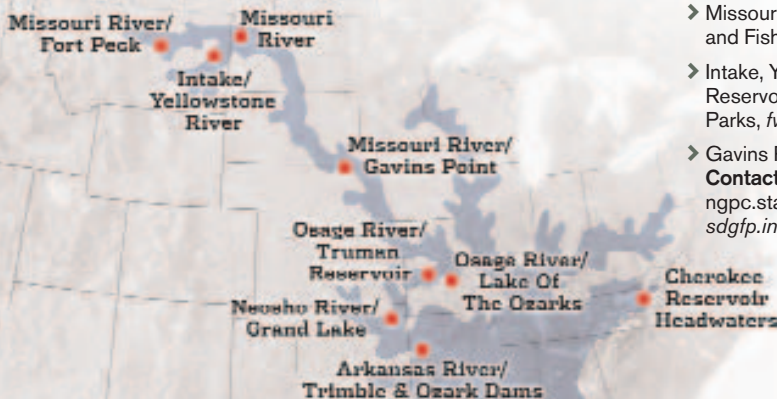 Missouri River/
Fort Peck
Missouri
River
Intake/
Yellowstone
River
Missouri River/
Gavins Point
Osage River/
Truman
Reservoir
Osage River/
Lake Of
The Ozarks
Neosho River/
Grand Lake
Cherokee
Reservoir
Headwaters
Arkansas River/
Trimble & Ozark Dams
> Missour
and Fish
> Intake, Y
Reservo
Parks, fw
> Gavins P
Contact
ngpc.sta
sdgfp.in